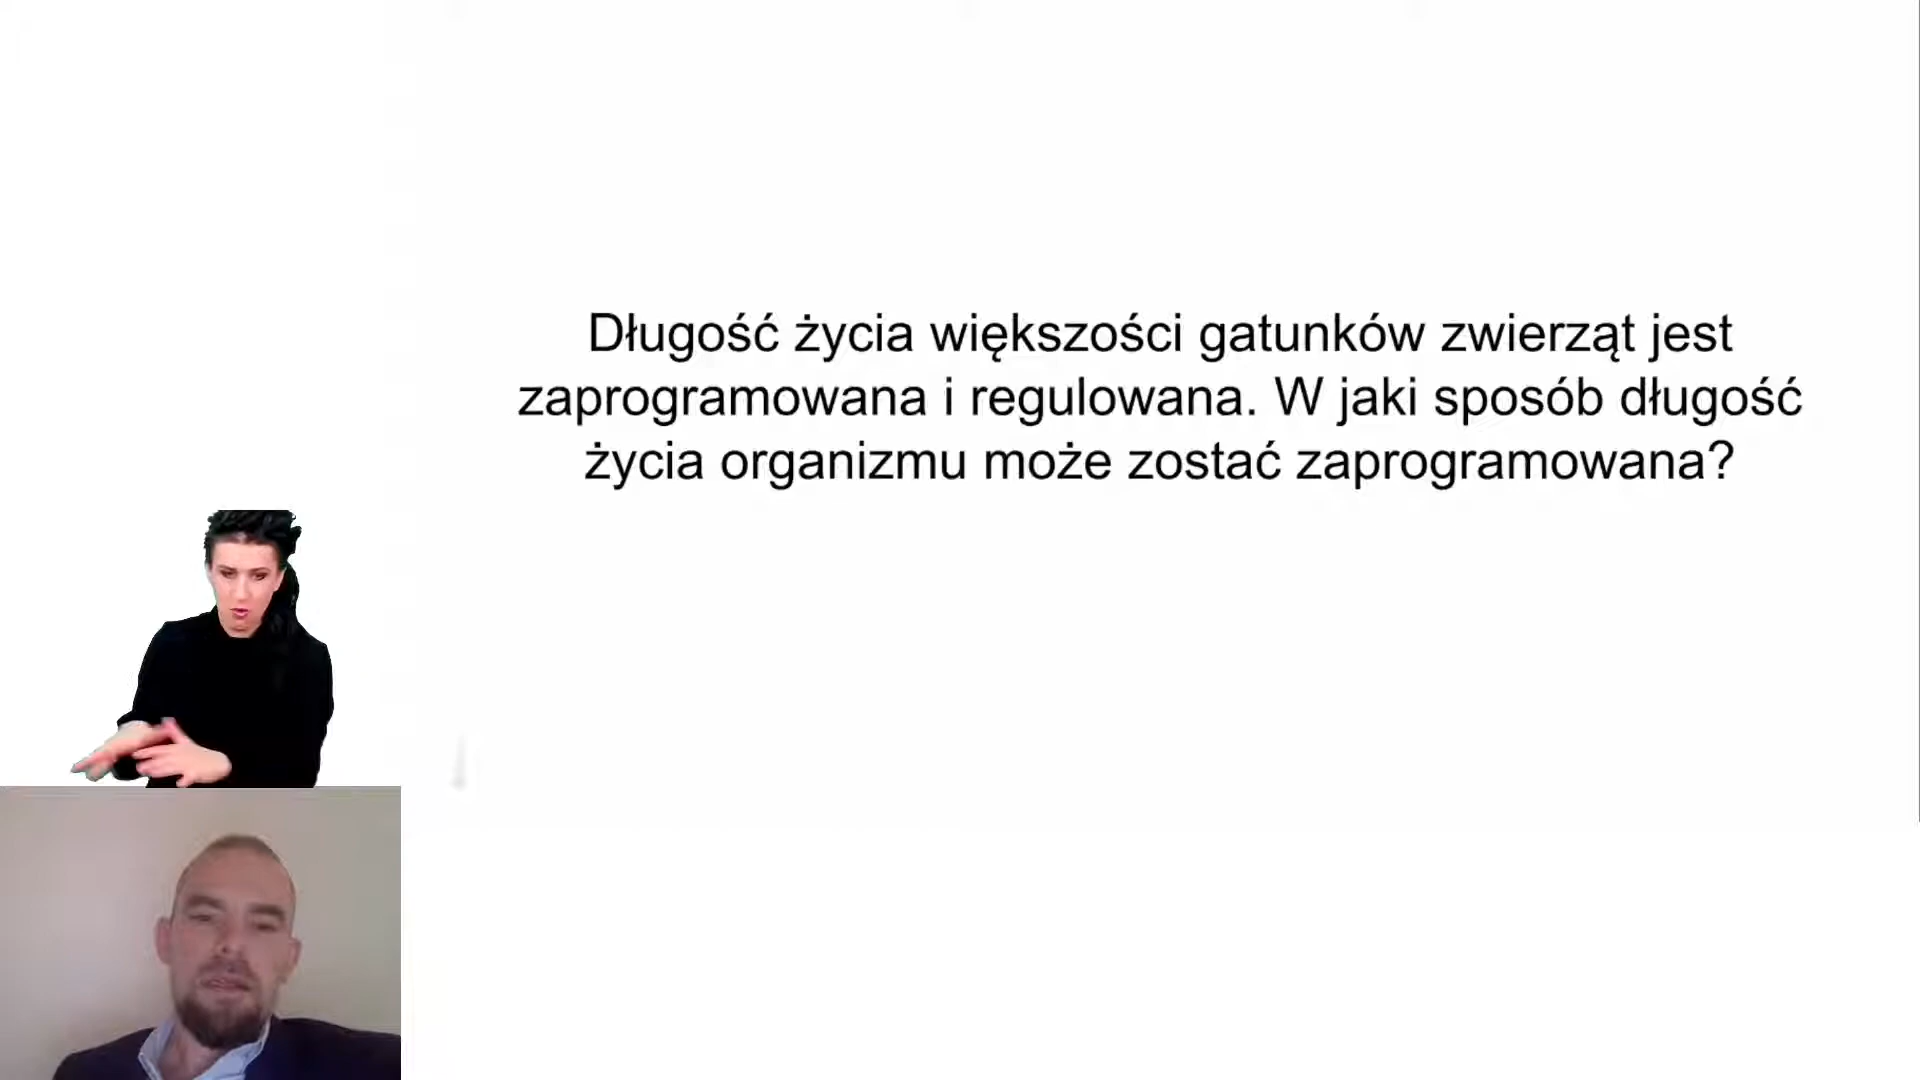 Długość życia większości gatunków zwierząt jest
zaprogramowana i regulowana. W jaki sposób długość
życia organizmu może zostać zaprogramowana?